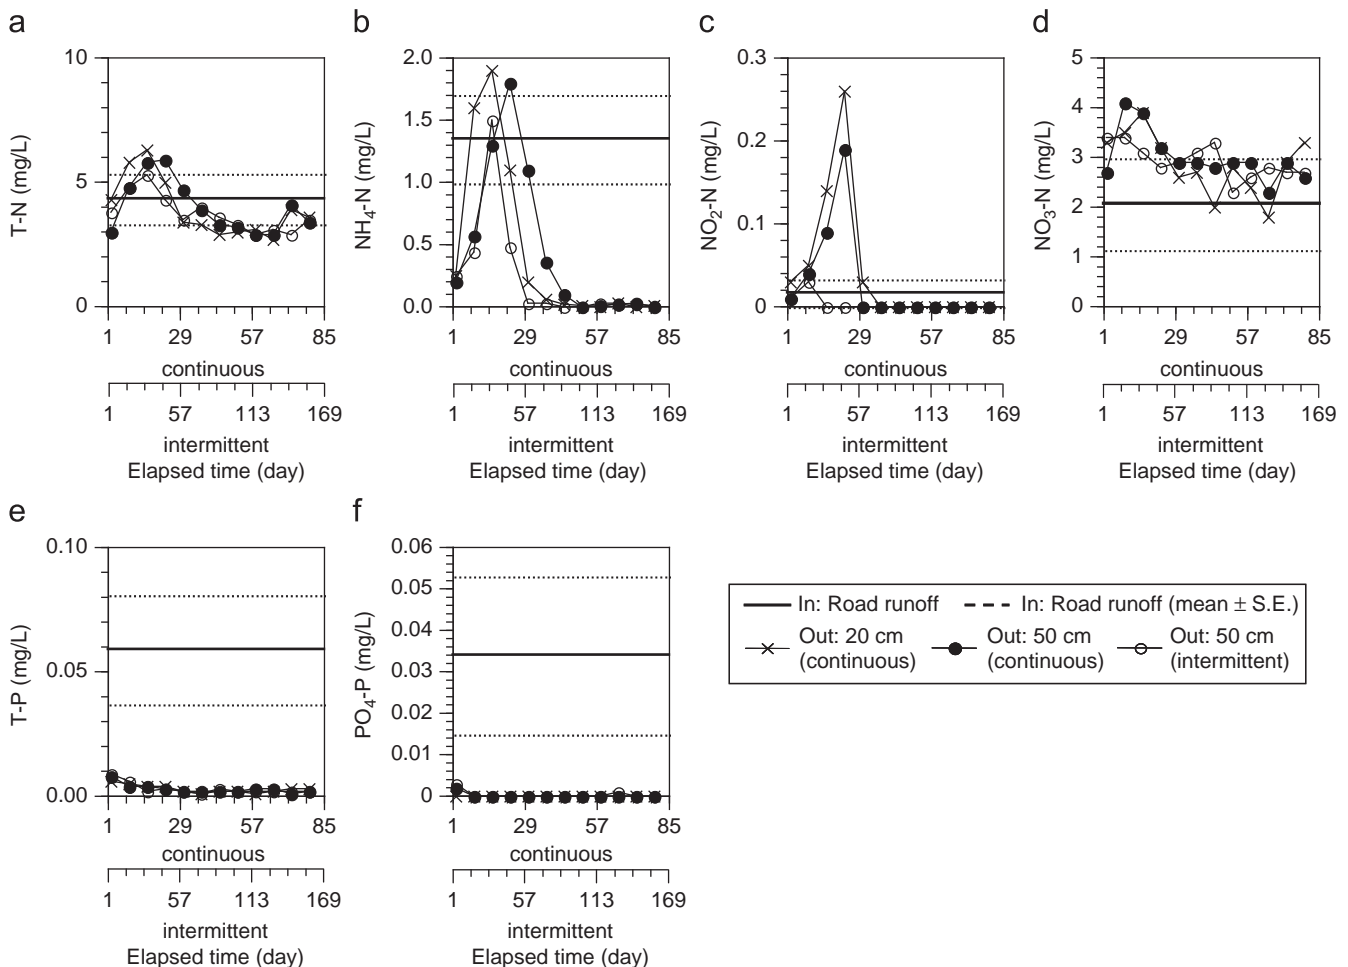 a
T-N (mg/L)
10
5
0
1 29 57 85
continuous
1 57 113 169
intermittent
Elapsed time (day)
b
NH4-N (mg/L)
2.0
1.5
1.0
0.5
0.0
1 29 57 85
continuous
1 57 113 169
intermittent
Elapsed time (day)
c
NO2-N (mg/L)
0.3
0.2
0.1
0
1 29 57 85
continuous
1 57 113 169
intermittent
Elapsed time (day)
d
NO3-N (mg/L)
5
4
3
2
1
0
1 29 57 85
continuous
1 57 113 169
intermittent
Elapsed time (day)
e
T-P (mg/L)
0.10
0.05
0.00
1 29 57 85
continuous
1 57 113 169
intermittent
Elapsed time (day)
f
PO4-P (mg/L)
0.06
0.05
0.04
0.03
0.02
0.01
0
1 29 57 85
continuous
1 57 113 169
intermittent
Elapsed time (day)
In: Road runoff In: Road runoff (mean ± S.E.)
Out: 20 cm Out: 50 cm Out: 50 cm
(continuous) (continuous) (intermittent)